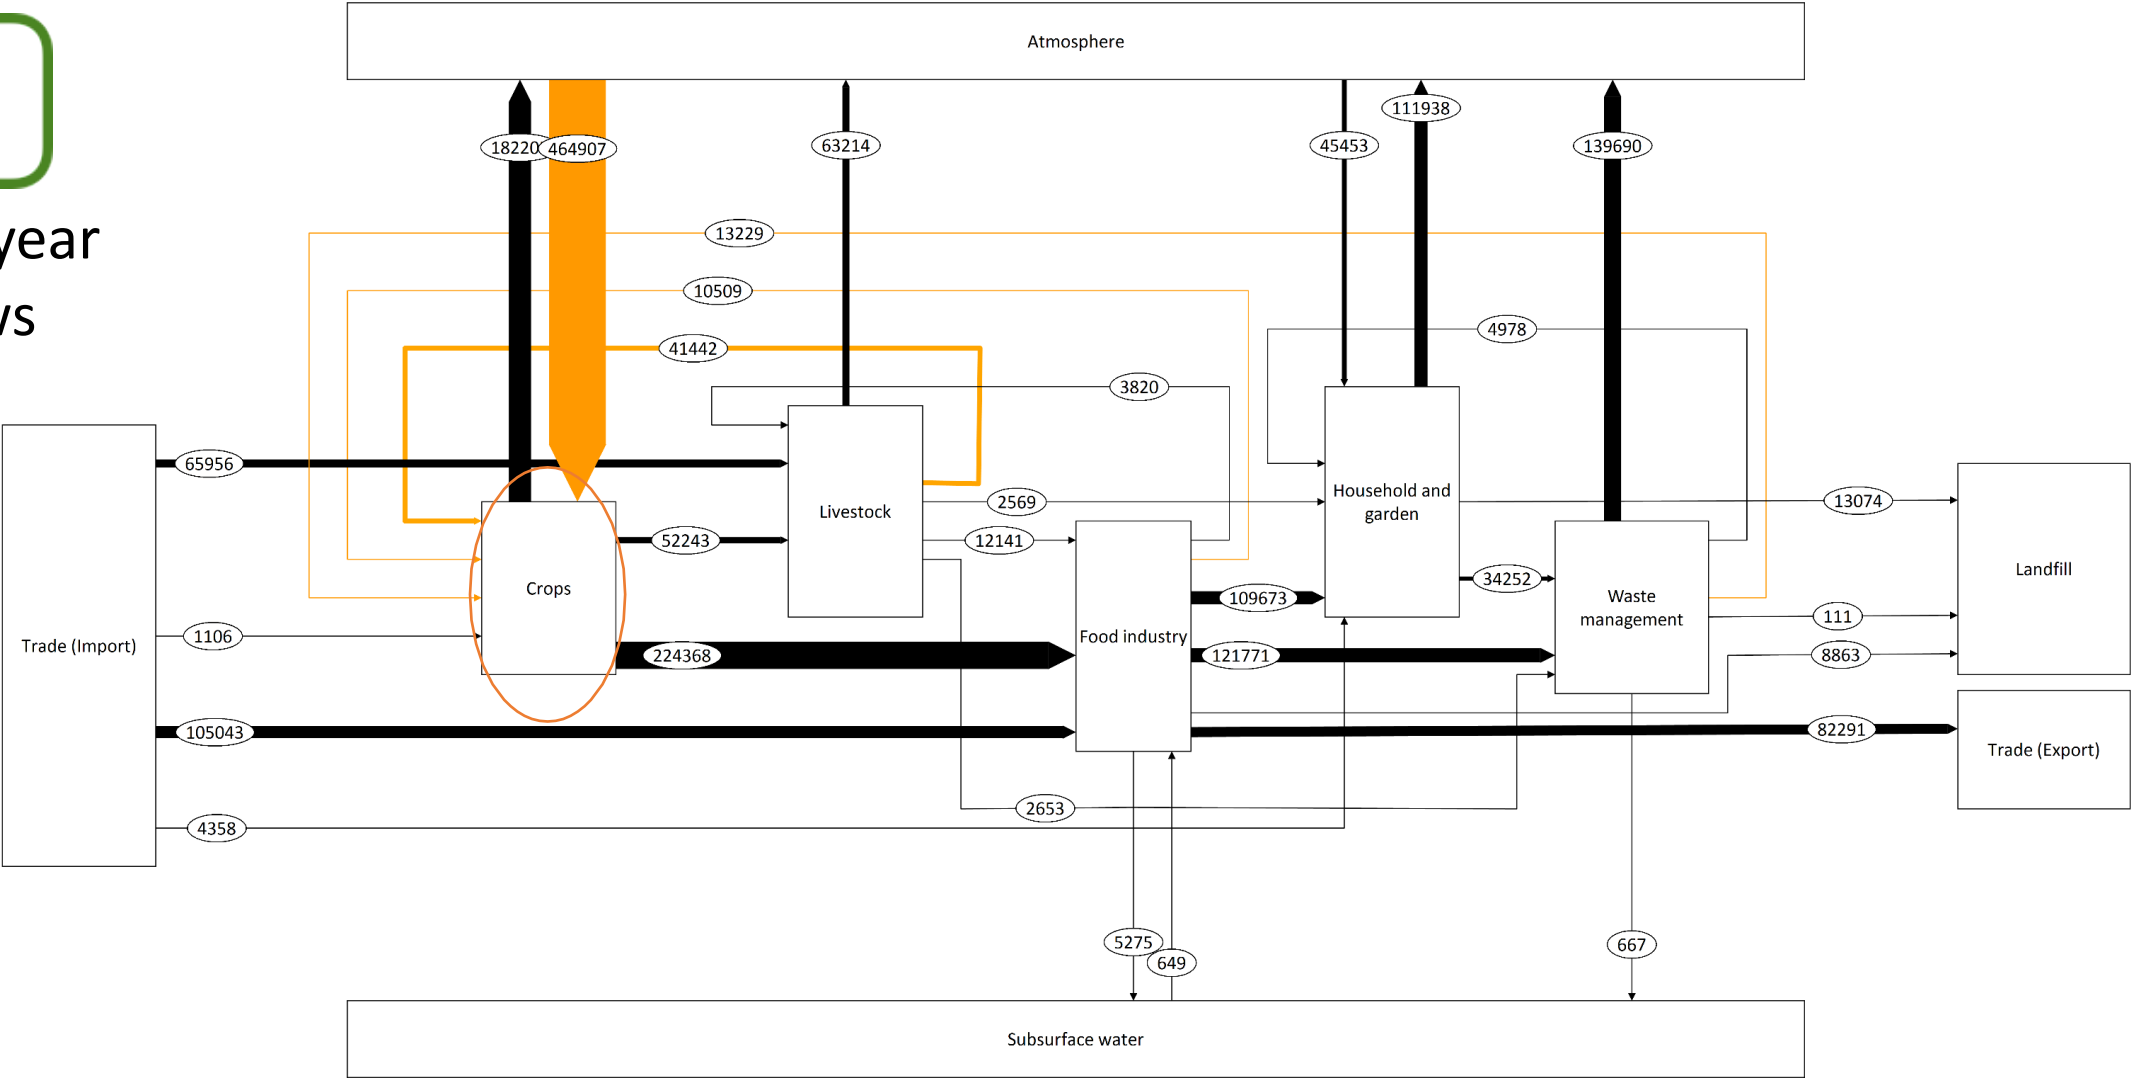 Atmosphere
111938
18220
464907
63214
45453
139690
year
13229
ws
10509
4978
41442
3820
65956
Household and
garden
2569
13074
Livestock
52243
12141
Landfill
34252
Crops
109673
Waste
management
111
1106
Trade (Import)
Food industry
224368
121771
8863
105043
82291
Trade (Export)
2653
4358
5275
649
667
Subsurface water